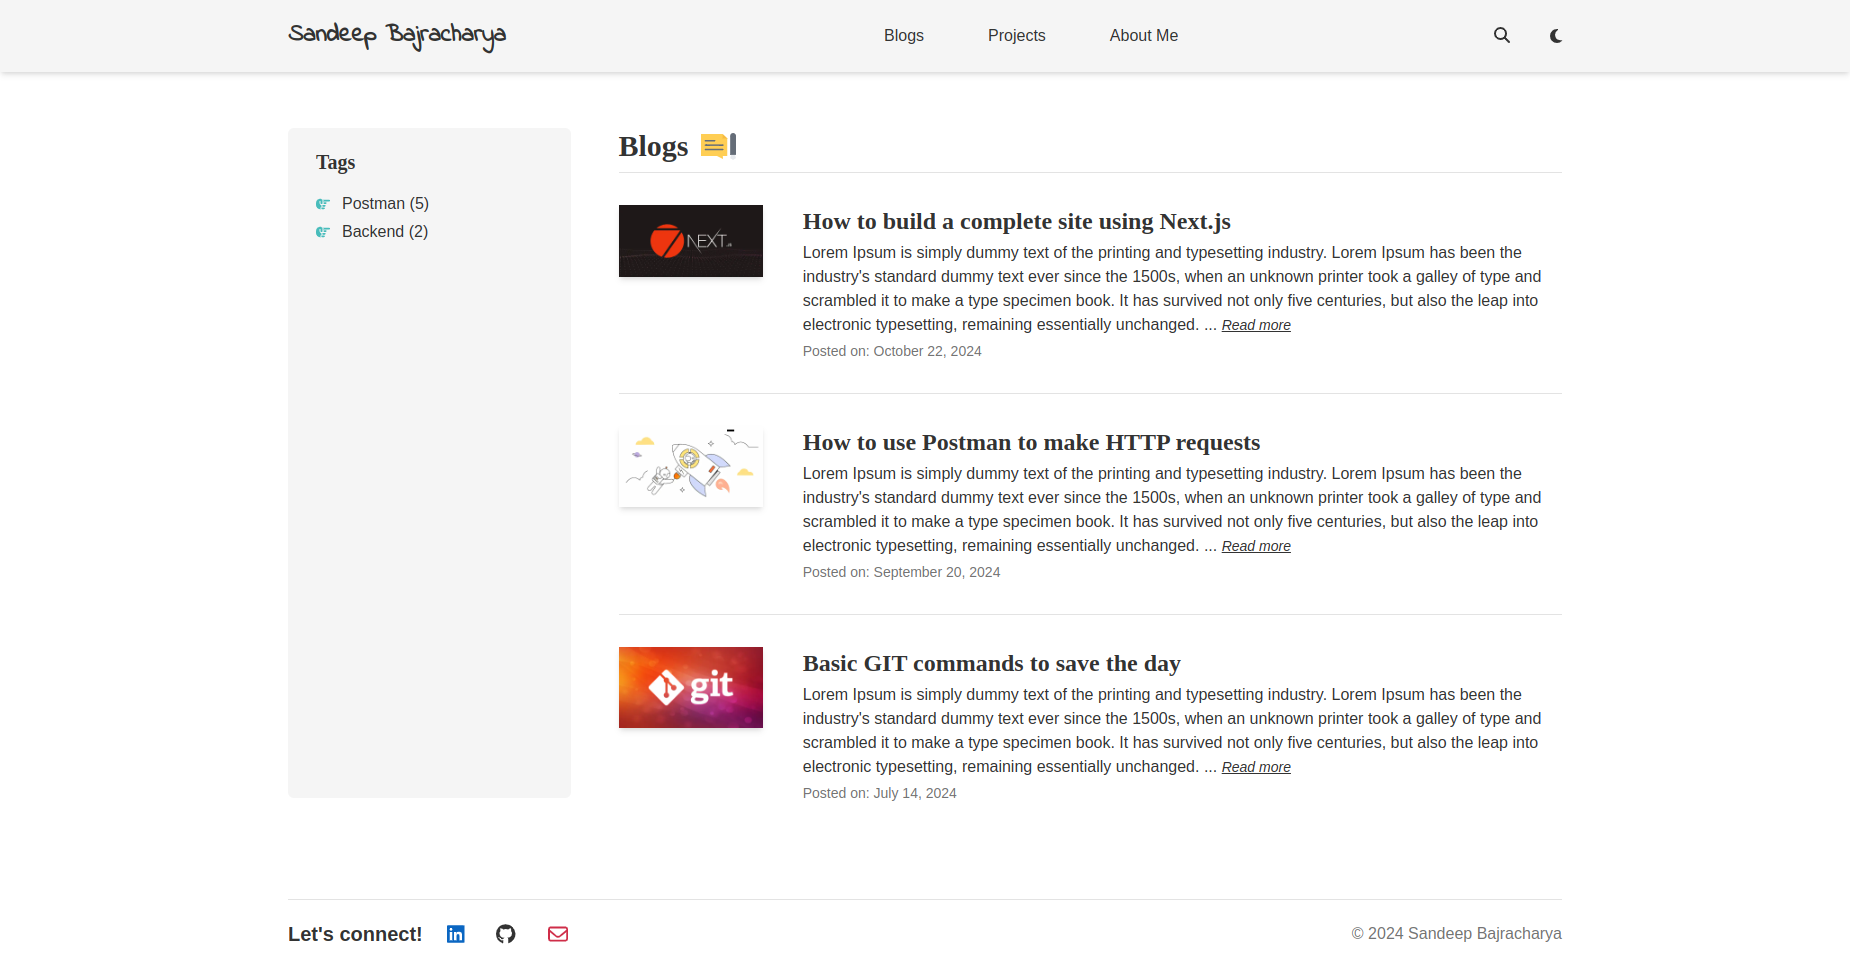 Sandeep Bajracharya
Blogs
Projects
About Me
Tags
Postman (5)
Backend (2)
Blogs
NEXT.JS
How to build a complete site using Next.js
Lorem Ipsum is simply dummy text of the printing and typesetting industry. Lorem Ipsum has been the
industry's standard dummy text ever since the 1500s, when an unknown printer took a galley of type and
scrambled it to make a type specimen book. It has survived not only five centuries, but also the leap into
electronic typesetting, remaining essentially unchanged. ... Read more
Posted on: October 22, 2024
How to use Postman to make HTTP requests
Lorem Ipsum is simply dummy text of the printing and typesetting industry. Lorem Ipsum has been the
industry's standard dummy text ever since the 1500s, when an unknown printer took a galley of type and
scrambled it to make a type specimen book. It has survived not only five centuries, but also the leap into
electronic typesetting, remaining essentially unchanged. ... Read more
Posted on: September 20, 2024
git
Basic GIT commands to save the day
Lorem Ipsum is simply dummy text of the printing and typesetting industry. Lorem Ipsum has been the
industry's standard dummy text ever since the 1500s, when an unknown printer took a galley of type and
scrambled it to make a type specimen book. It has survived not only five centuries, but also the leap into
electronic typesetting, remaining essentially unchanged. ... Read more
Posted on: July 14, 2024
Let's connect!
in
© 2024 Sandeep Bajracharya